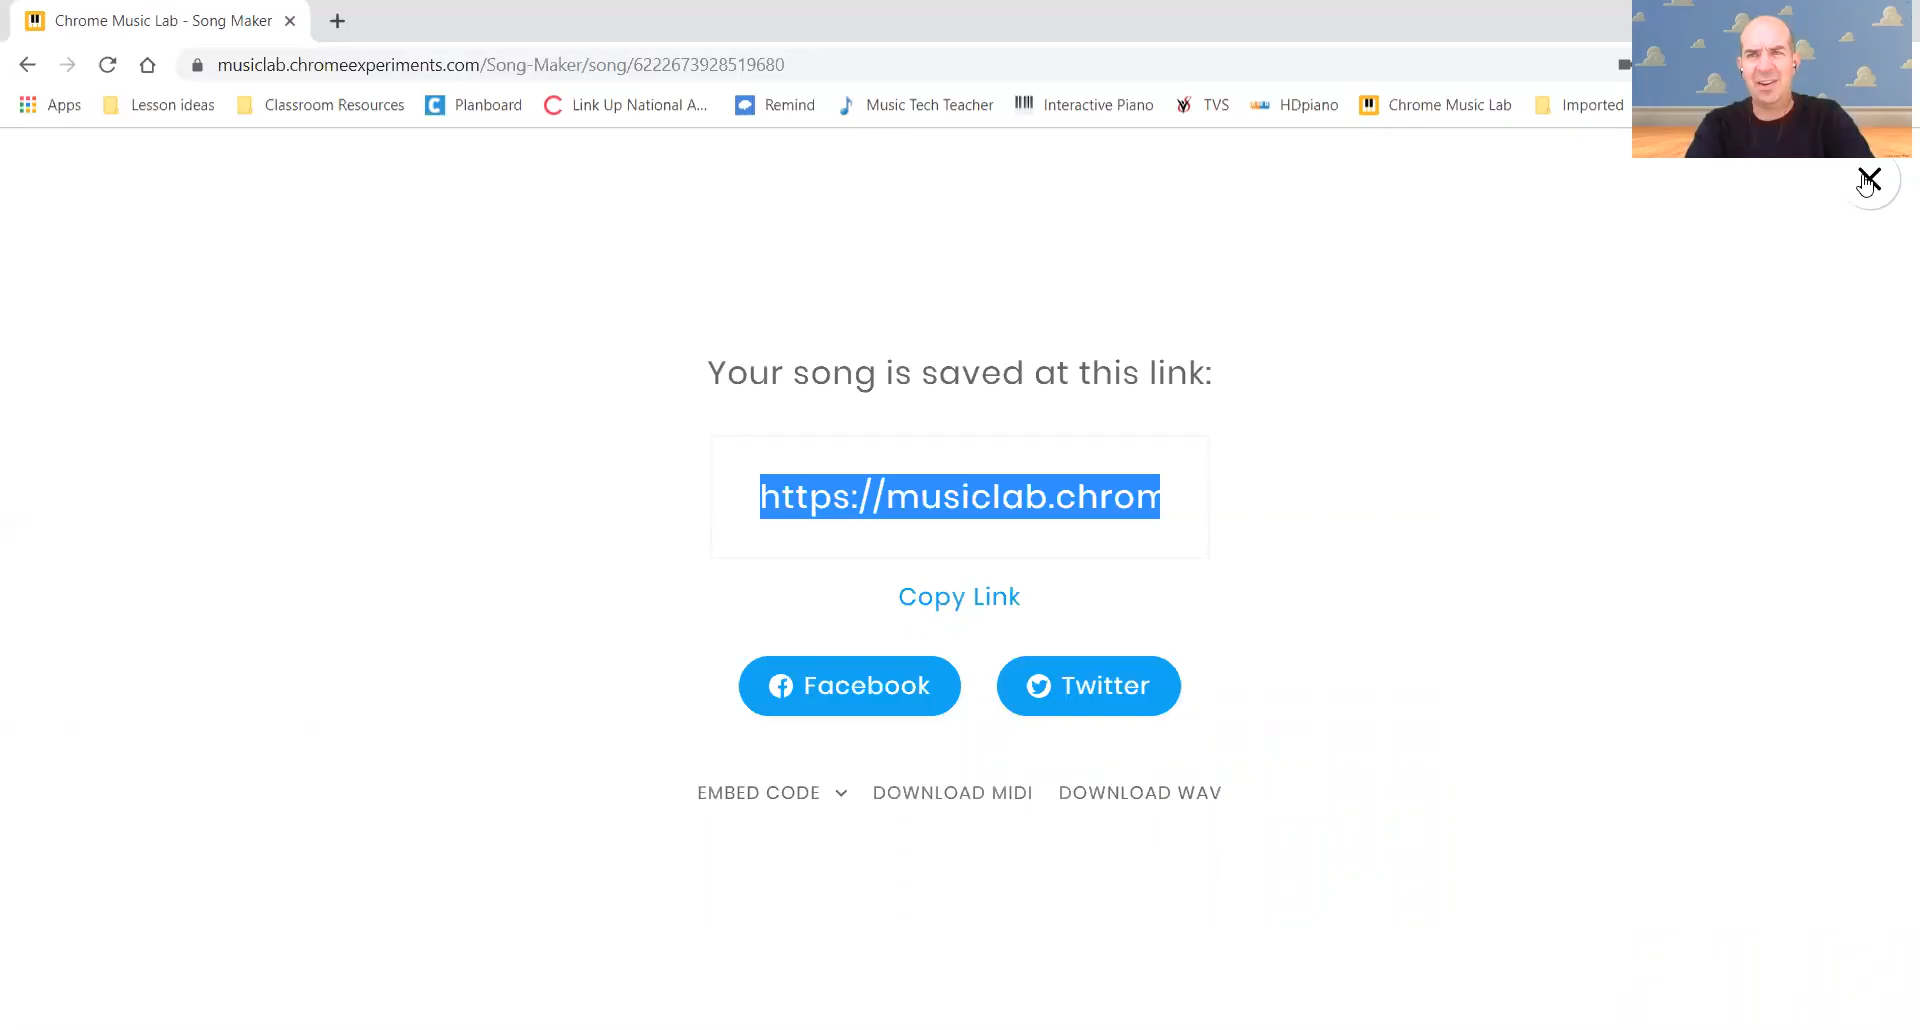 Chrome Music Lab - Song Maker
musiclab.chromeexperiments.com/Song-Maker/song/6222673928519680
Apps Lesson ideas Classroom Resources Planboard Link Up National A... Remind Music Tech Teacher Interactive Piano TVS HDpiano Chrome Music Lab Imported
Your song is saved at this link:
https://musiclab.chrom
Copy Link
Facebook Twitter
EMBED CODE DOWNLOAD MIDI DOWNLOAD WAV